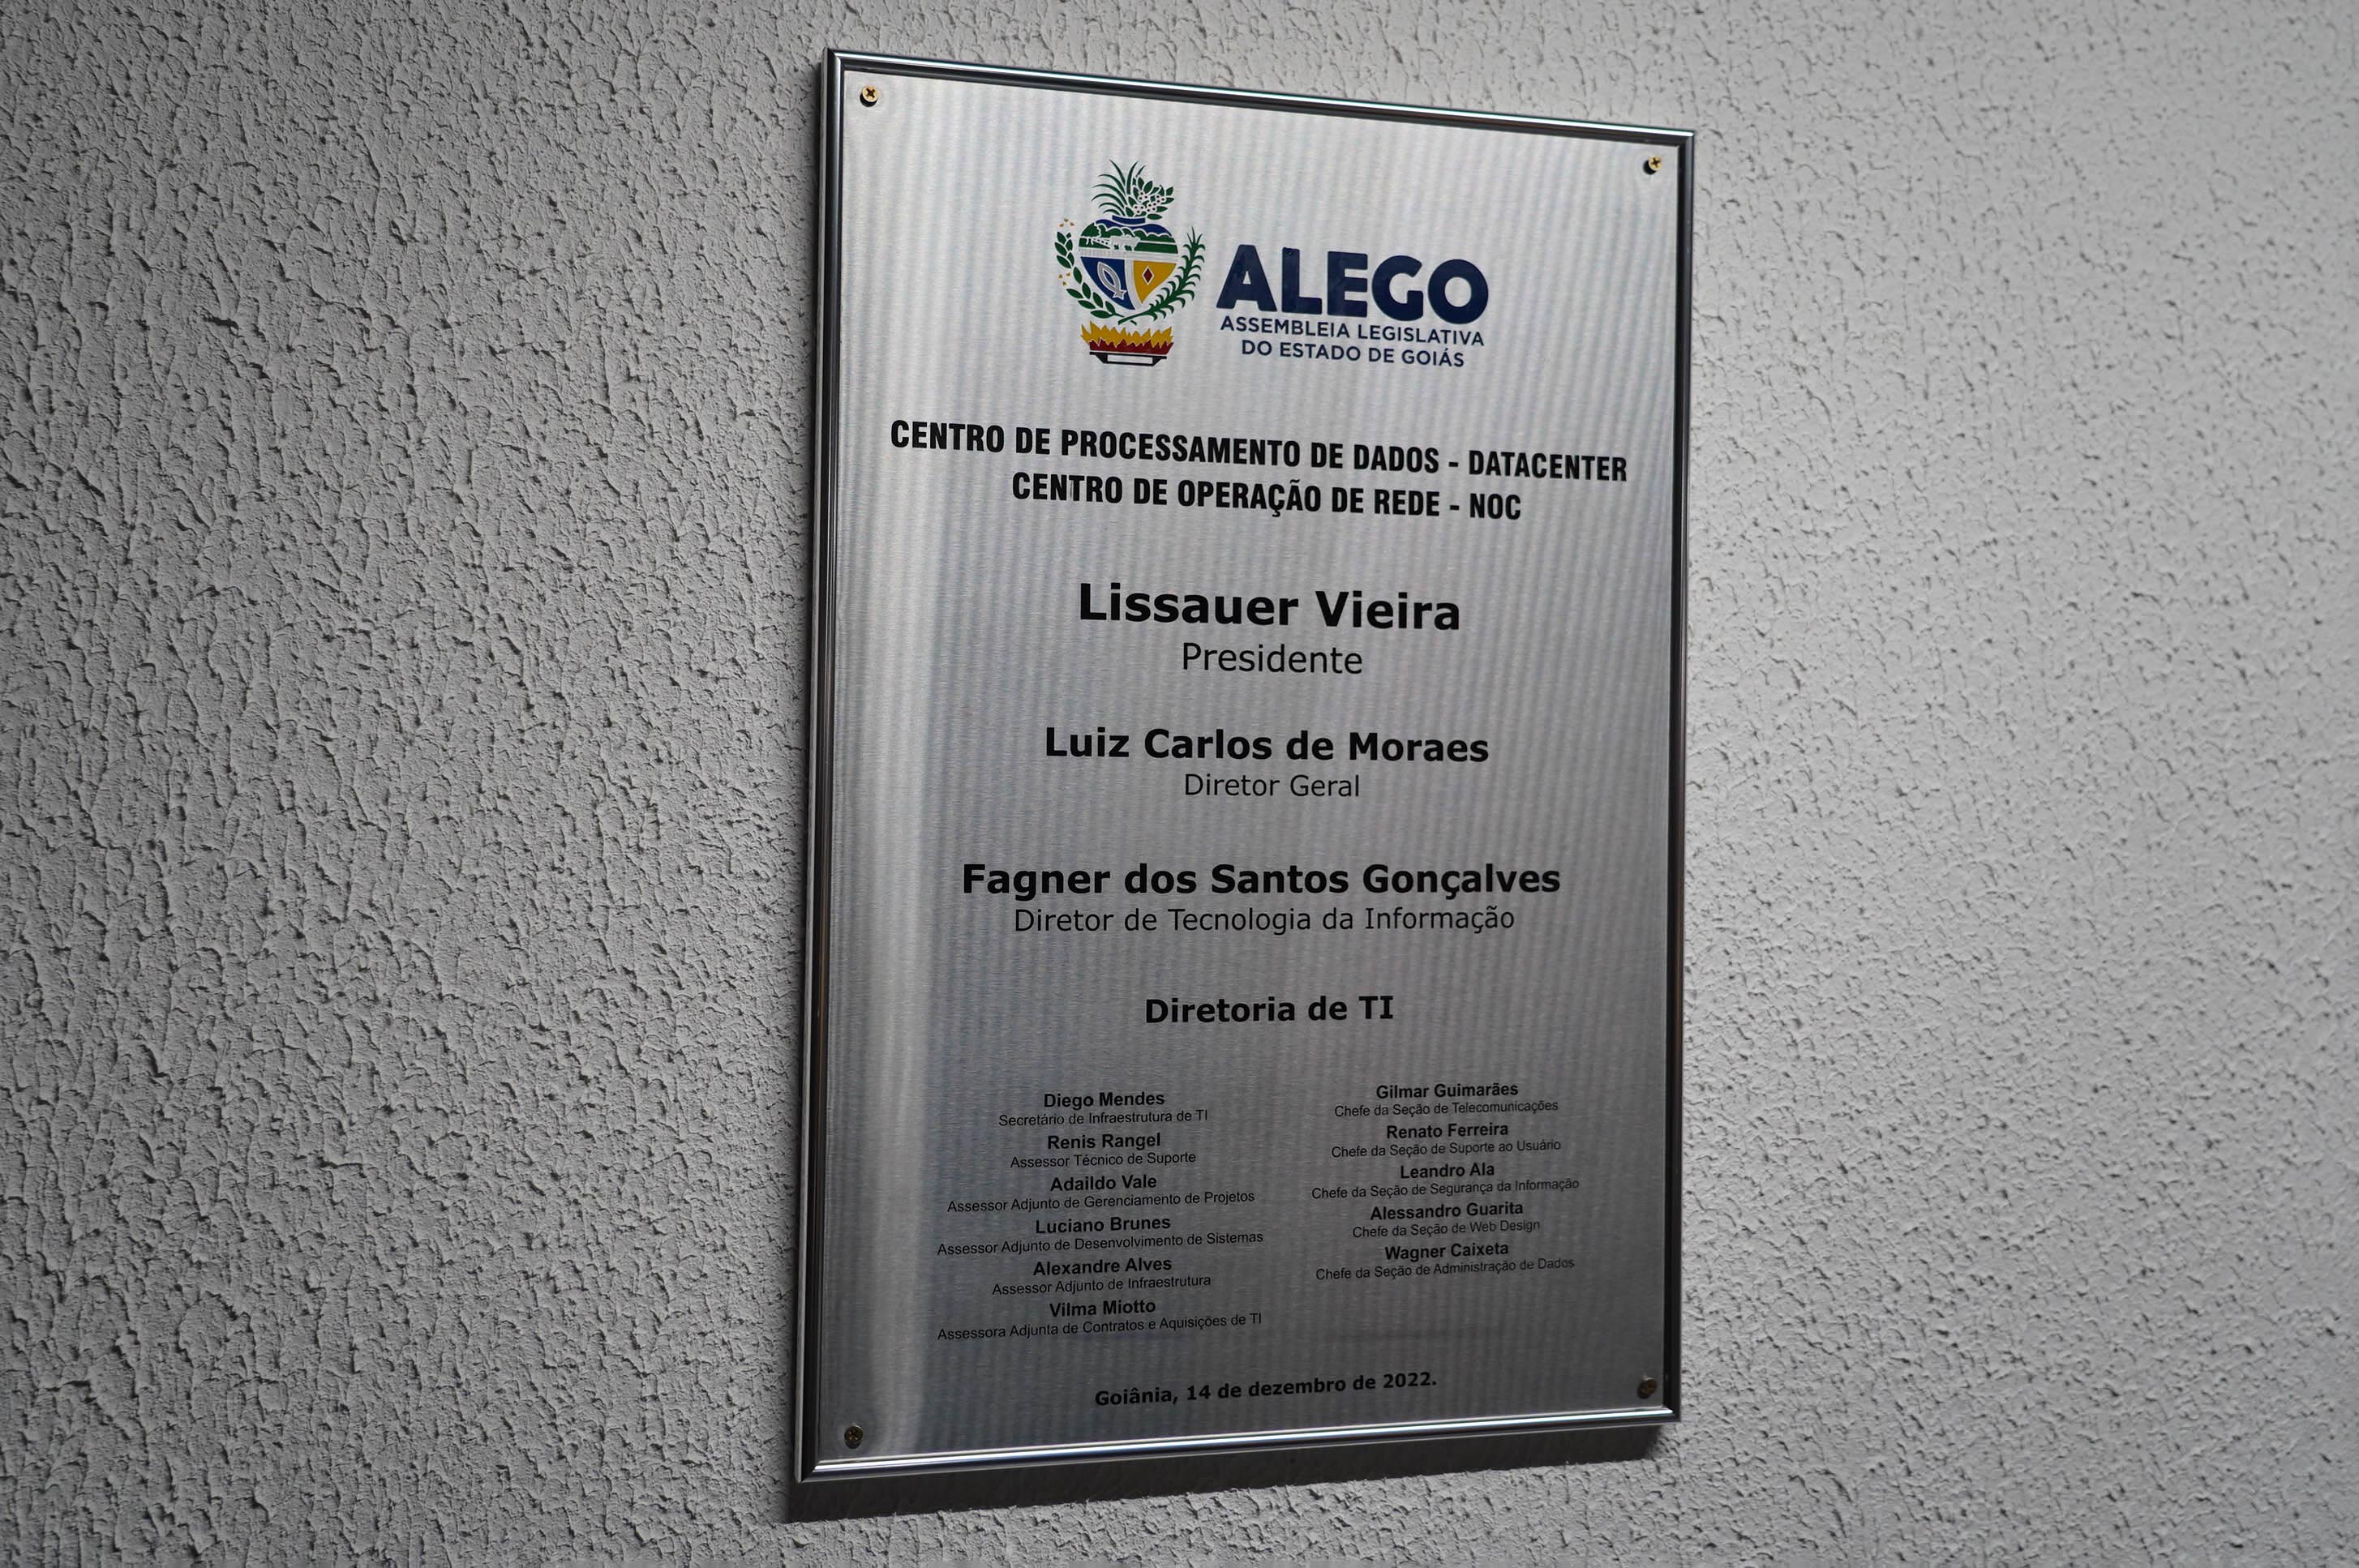 ALEGO
ASSEMBLEIA LEGISLATIVA
DO ESTADO DE GOIÁS
CENTRO DE PROCESSAMENTO DE DADOS - DATACENTER
CENTRO DE OPERAÇÃO DE REDE - NOC
Lissauer Vieira
Presidente
Luiz Carlos de Moraes
Diretor Geral
Fagner dos Santos Gonçalves
Diretor de Tecnologia da Informação
Diretoria de TI
Diego Mendes
Secretário de Infraestrutura de TI
Renis Rangel
Assessor Técnico de Suporte
Adaildo Vale
Assessor Adjunto de Gerenciamento de Projetos
Luciano Brunes
Assessor Adjunto de Desenvolvimento de Sistemas
Alexandre Alves
Assessor Adjunto de Infraestrutura
Vilma Miotto
Assessora Adjunta de Contratos e Aquisições de TI
Gilmar Guimarães
Chefe da Seção de Telecomunicações
Renato Ferreira
Chefe da Seção de Suporte ao Usuário
Leandro Ala
Chefe da Seção de Segurança da Informação
Alessandro Guarita
Chefe da Seção de Web Design
Wagner Caixeta
Chefe da Seção de Administração de Dados
Goiânia, 14 de dezembro de 2022.